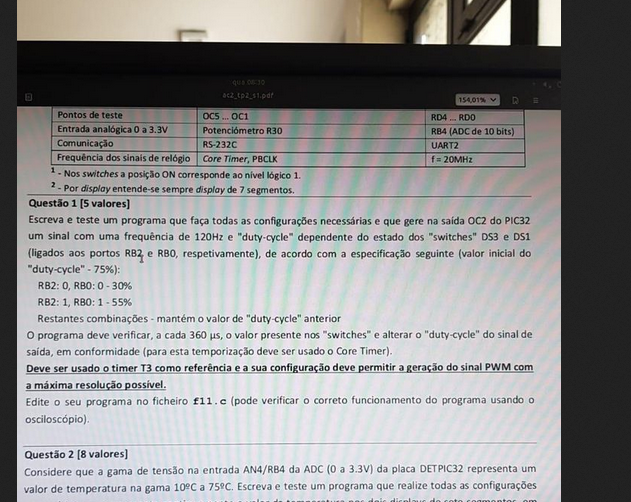 qua 08:30
ac2_tp2_s1.pdf
154,01%
Pontos de teste OC5 ... OC1 RD4 ... RD0
Entrada analógica 0 a 3.3V Potenciómetro R30 RB4 (ADC de 10 bits)
Comunicação RS-232C UART2
Frequência dos sinais de relógio Core Timer, PBCLK f = 20MHz
1 - Nos switches a posição ON corresponde ao nível lógico 1.
2 - Por display entende-se sempre display de 7 segmentos.
Questão 1 [5 valores]
Escreva e teste um programa que faça todas as configurações necessárias e que gere na saída OC2 do PIC32
um sinal com uma frequência de 120Hz e "duty-cycle" dependente do estado dos "switches" DS3 e DS1
(ligados aos portos RB2 e RB0, respetivamente), de acordo com a especificação seguinte (valor inicial do
"duty-cycle" - 75%):
RB2: 0, RB0: 0 - 30%
RB2: 1, RB0: 1 - 55%
Restantes combinações - mantém o valor de "duty-cycle" anterior
O programa deve verificar, a cada 360 µs, o valor presente nos "switches" e alterar o "duty-cycle" do sinal de
saída, em conformidade (para esta temporização deve ser usado o Core Timer).
Deve ser usado o timer T3 como referência e a sua configuração deve permitir a geração do sinal PWM com
a máxima resolução possível.
Edite o seu programa no ficheiro f11.c (pode verificar o correto funcionamento do programa usando o
osciloscópio).
Questão 2 [8 valores]
Considere que a gama de tensão na entrada AN4/RB4 da ADC (0 a 3.3V) da placa DETPIC32 representa um
valor de temperatura na gama 10ºC a 75ºC. Escreva e teste um programa que realize todas as configurações